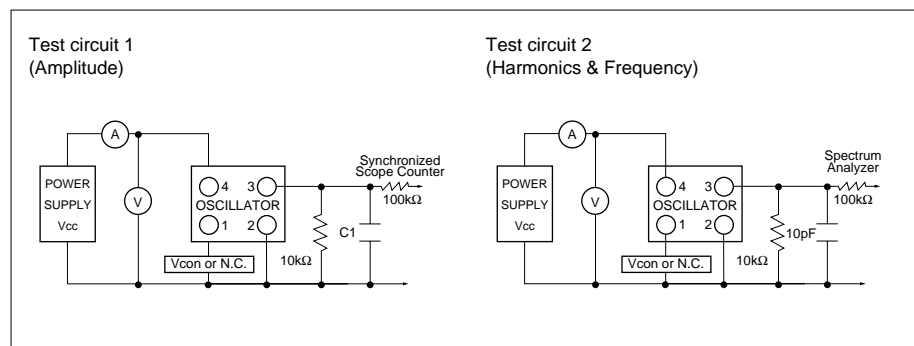 Test circuit 1
(Amplitude)
A
POWER
SUPPLY
Vcc
V
4
3
OSCILLATOR
1
2
Vcon or N.C.
10kΩ
C1
Synchronized
Scope Counter
100kΩ
Test circuit 2
(Harmonics & Frequency)
A
POWER
SUPPLY
Vcc
V
4
3
OSCILLATOR
1
2
Vcon or N.C.
10kΩ
10pF
Spectrum
Analyzer
100kΩ